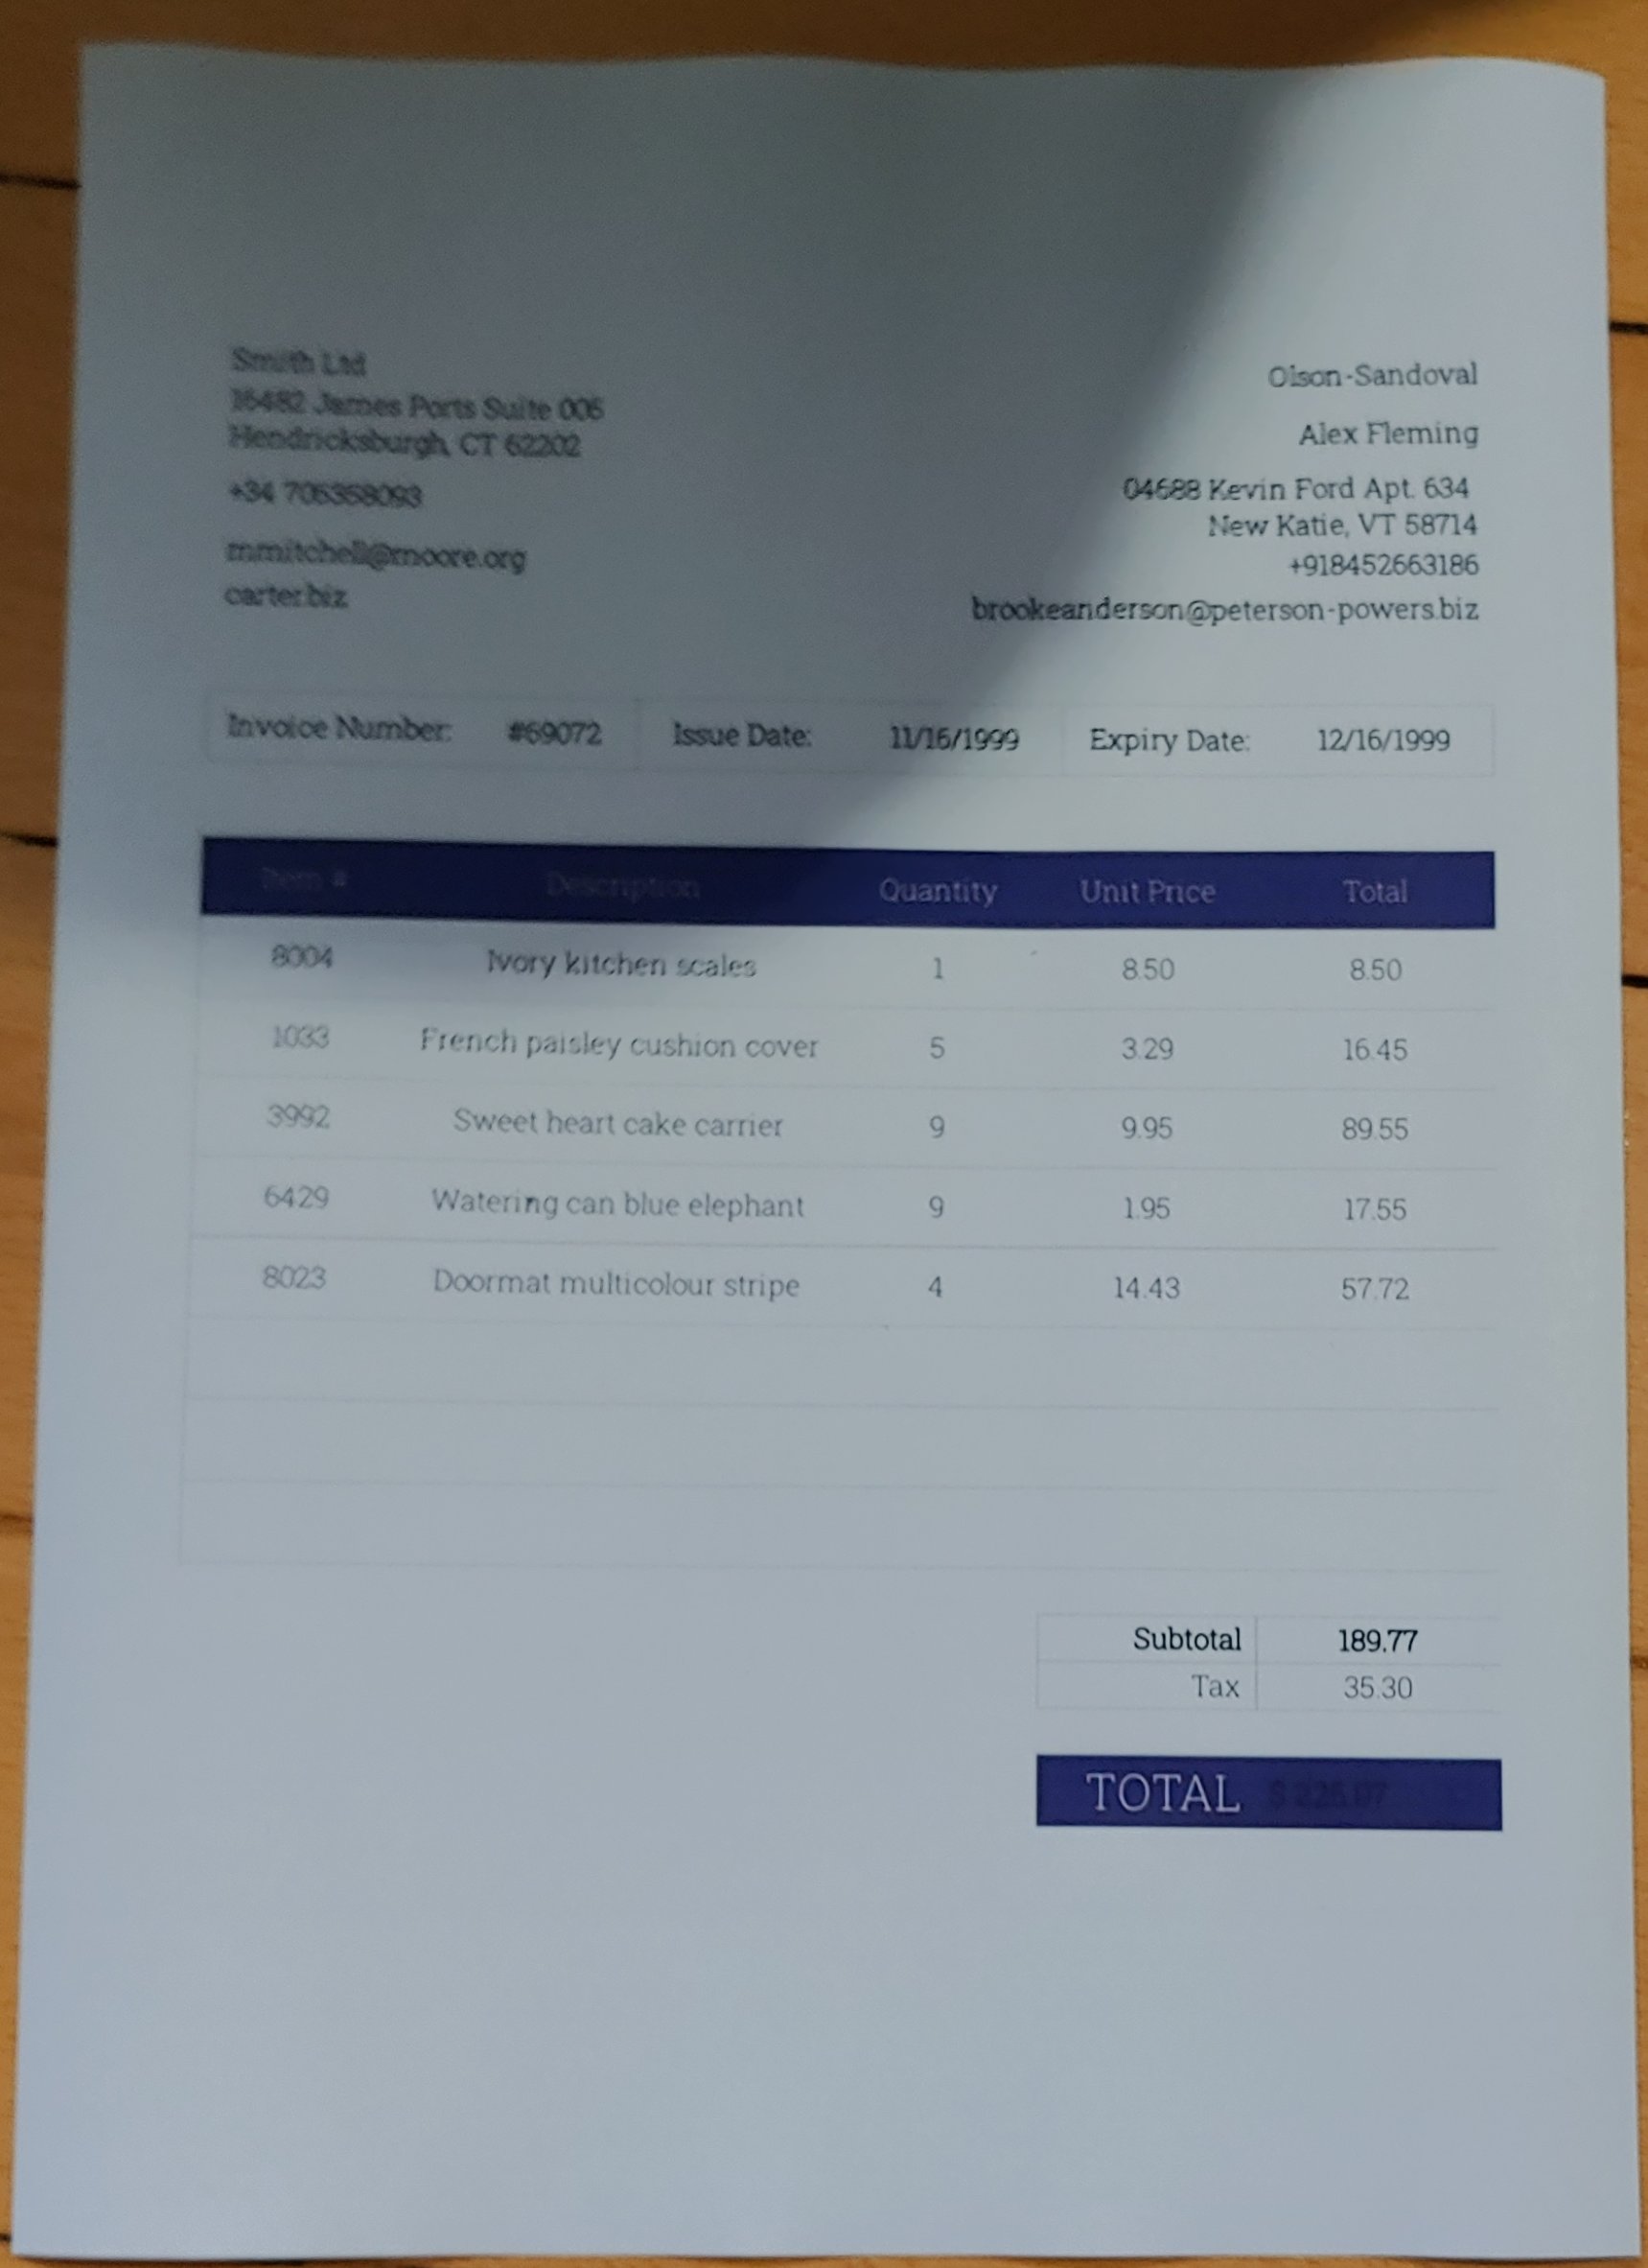 Smith Ltd
16482 James Ports Suite 006
Hendricksburgh, CT 62202
mmitchell@moore.org
carter.biz
Olson-Sandoval
Alex Fleming
04688 Kevin Ford Apt. 634
New Katie, VT 58714
+918452663186
brookeanderson@peterson-powers.biz
Invoice Number: #69072 Issue Date: 11/16/1999 Expiry Date: 12/16/1999
Item # Description Quantity Unit Price Total
8004 Ivory kitchen scales 1 8.50 8.50
1033 French paisley cushion cover 5 3.29 16.45
3992 Sweet heart cake carrier 9 9.95 89.55
6429 Watering can blue elephant 9 1.95 17.55
8023 Doormat multicolour stripe 4 14.43 57.72
Subtotal 189.77
Tax 35.30
TOTAL $ 225.07